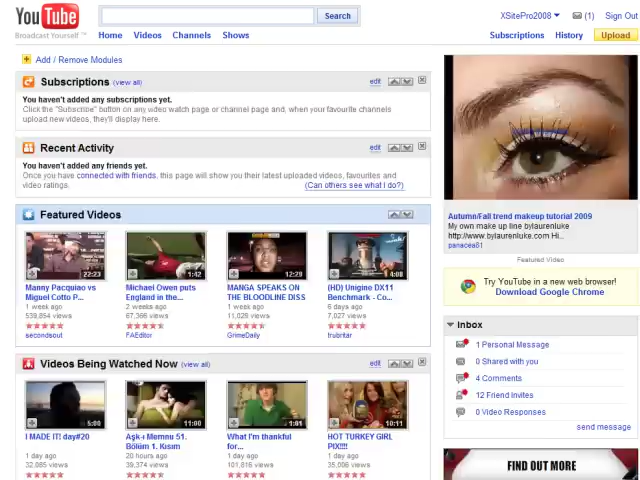 YouTube
Broadcast Yourself ™
Search
XSitePro2008
(1)
Sign Out
Home
Videos
Channels
Shows
Subscriptions
History
Upload
Add / Remove Modules
Subscriptions (view all)
edit
You haven't added any subscriptions yet.
Click the "Subscribe" button on any video watch page or channel page and, when your favourite channels
upload new videos, they'll display here.
Recent Activity
edit
You haven't added any friends yet.
Once you have connected with friends, this page will show you their latest uploaded videos, favourites and
video ratings.
(Can others see what I do?)
Featured Videos
22:23
1:42
12:29
4:08
Manny Pacquiao vs
Miguel Cotto P...
1 week ago
539,854 views
secondsout
Michael Owen puts
England in the...
2 weeks ago
67,366 views
FAEditor
MANGA SPEAKS ON
THE BLOODLINE DISS
1 week ago
11,029 views
GrimeDaily
(HD) Unigine DX11
Benchmark - Co...
6 days ago
7,027 views
trubritar
Videos Being Watched Now (view all)
edit
5:00
11:00
1:01
10:11
I MADE IT! day#20
1 day ago
32,085 views
Aşk-ı Memnu 51.
Bölüm 1. Kısım
20 hours ago
39,374 views
What I'm thankful
for...
1 day ago
101,816 views
HOT TURKEY GIRL
PIX!!!!
1 day ago
35,006 views
Autumn/Fall trend makeup tutorial 2009
My own make up line bylaurenluke
http://www.bylaurenluke.com Hi...
panacea81
Featured Video
Try YouTube in a new web browser!
Download Google Chrome
Inbox
1 Personal Message
0 Shared with you
4 Comments
12 Friend Invites
0 Video Responses
send message
FIND OUT MORE